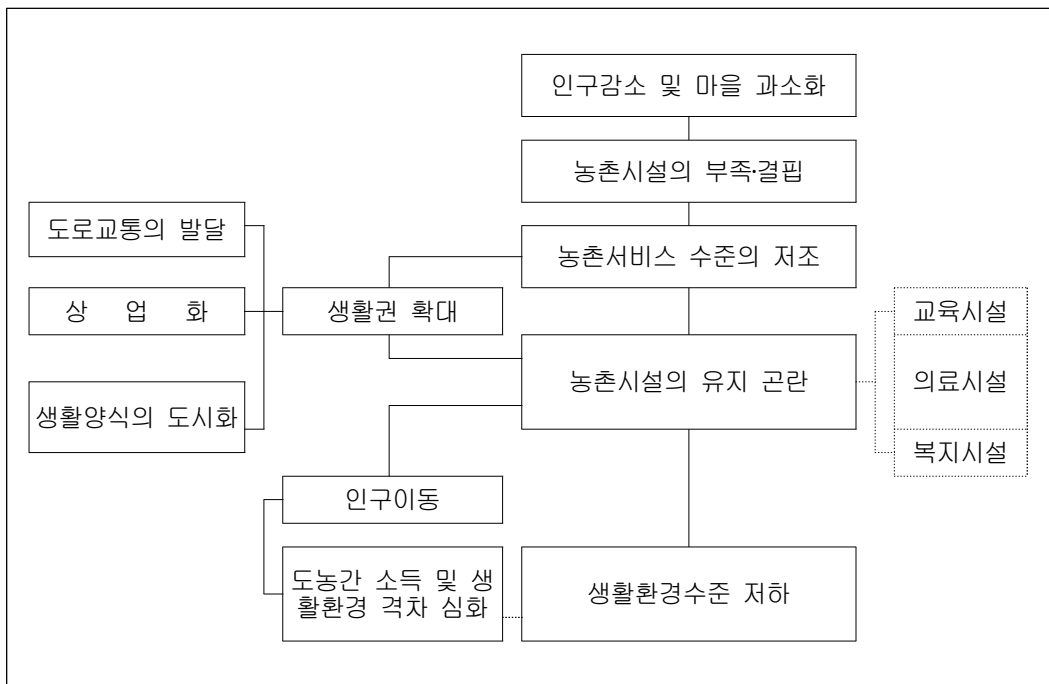 인구감소 및 마을 과소화
농촌시설의 부족·결핍
도로교통의 발달
농촌서비스 수준의 저조
상 업 화
생활권 확대
교육시설
농촌시설의 유지 곤란
의료시설
생활양식의 도시화
복지시설
인구이동
도농간 소득 및 생
활환경 격차 심화
생활환경수준 저하